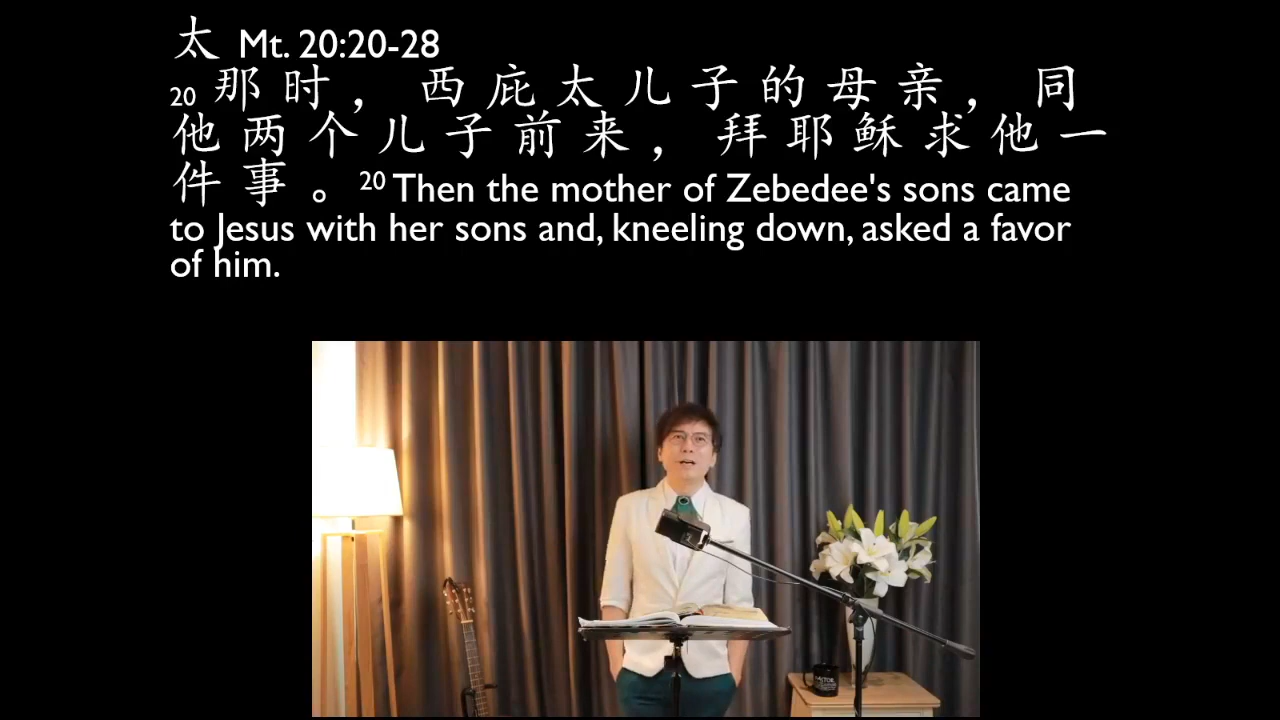 太 Mt. 20:20-28
20 那时，西庇太儿子的母亲，同
他两个儿子前来，拜耶稣求他一
件事。20 Then the mother of Zebedee's sons came
to Jesus with her sons and, kneeling down, asked a favor
of him.